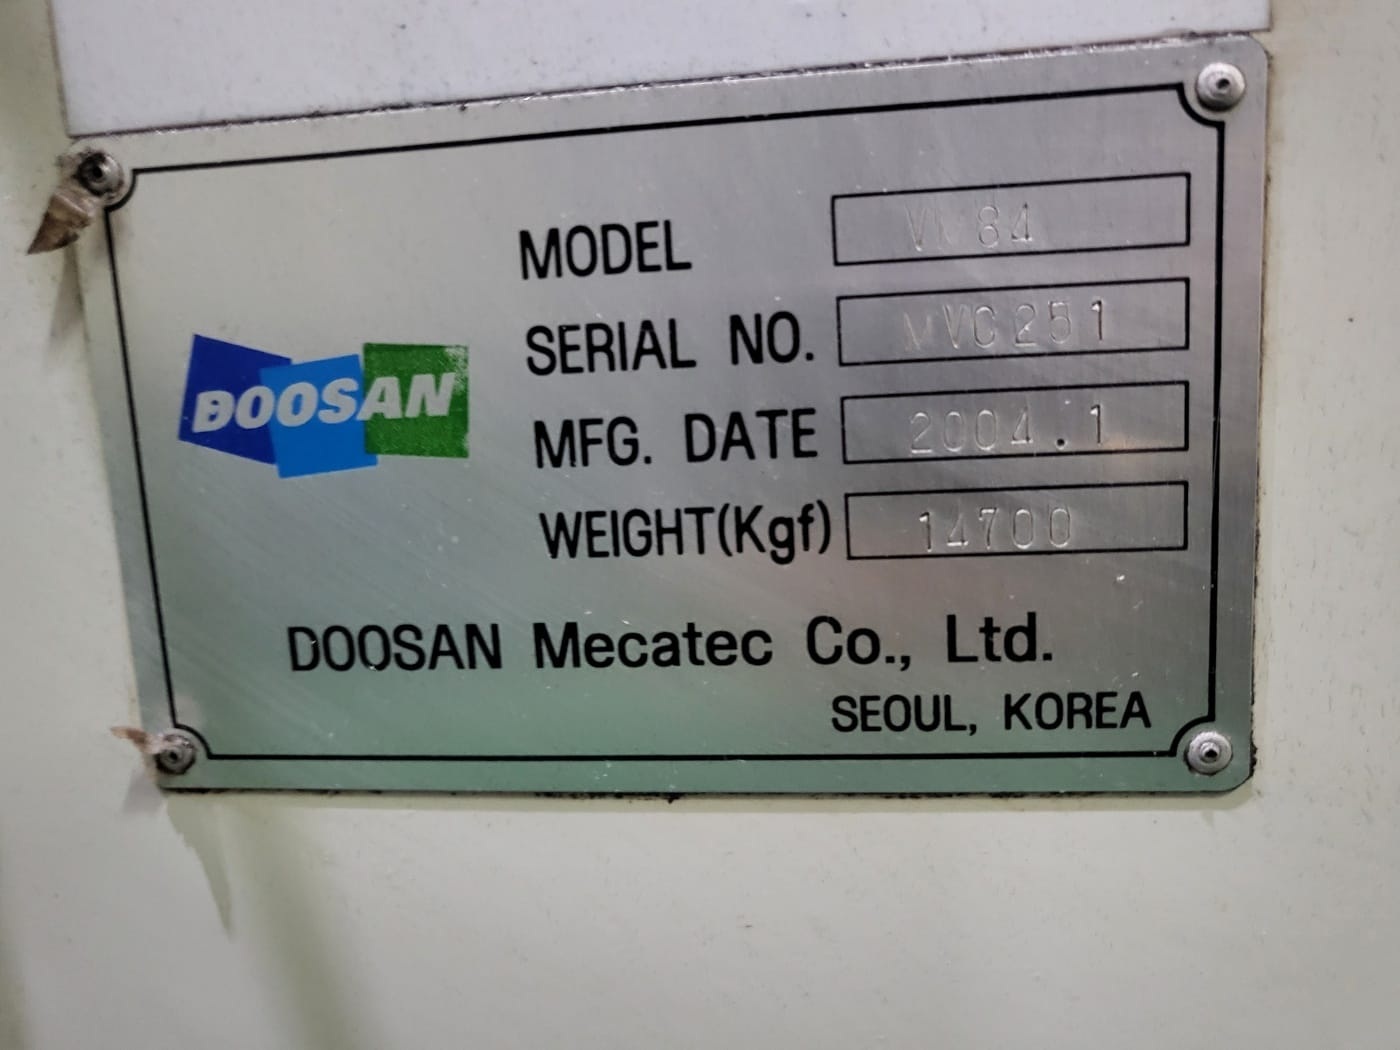 DOOSAN
MODEL VM84
SERIAL NO. MVC251
MFG. DATE 2004.1
WEIGHT(Kgf) 14700
DOOSAN Mecatec Co., Ltd.
SEOUL, KOREA